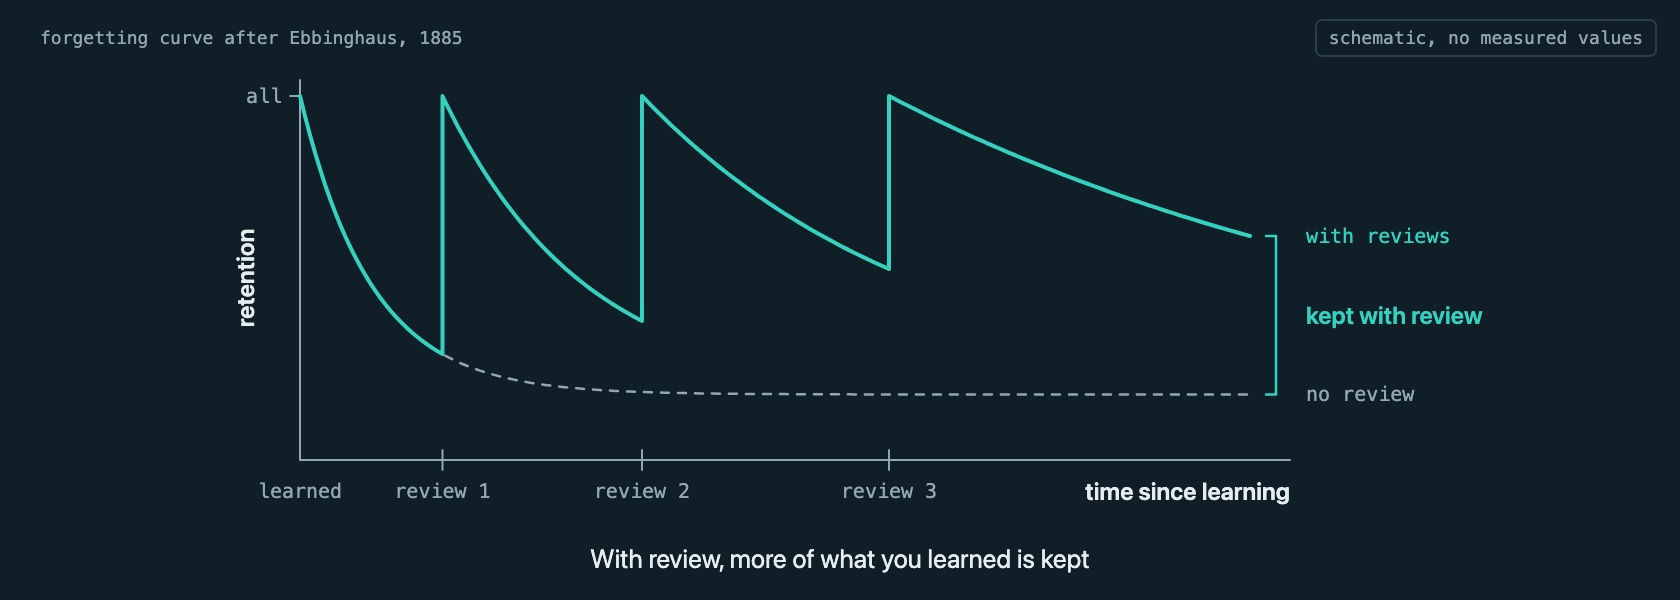 forgetting curve after Ebbinghaus, 1885
schematic, no measured values
all
retention
with reviews
kept with review
no review
learned
review 1
review 2
review 3
time since learning
With review, more of what you learned is kept